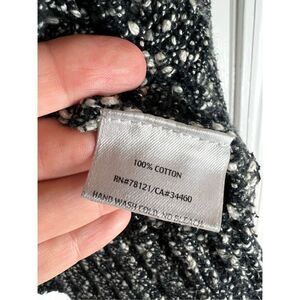 100% COTTON
RN#78121/CA#34460
HAND WASH COLD, NO BLEACH